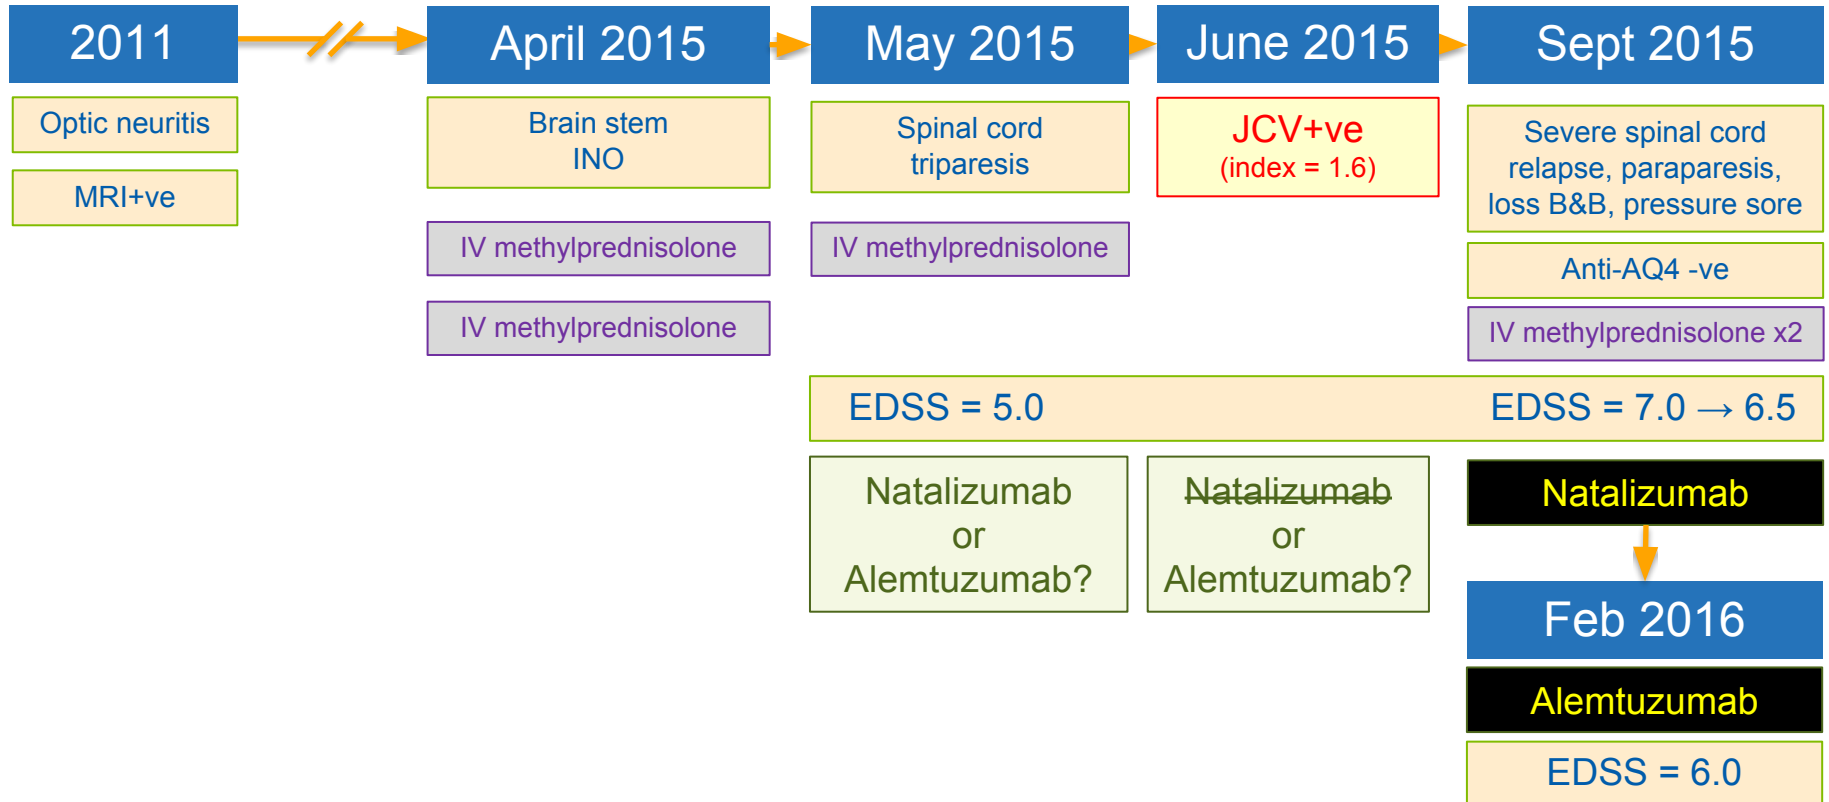 2011
Optic neuritis
MRI+ve
April 2015
Brain stem
INO
IV methylprednisolone
IV methylprednisolone
May 2015
Spinal cord
triparesis
IV methylprednisolone
June 2015
JCV+ve
(index = 1.6)
Sept 2015
Severe spinal cord
relapse, paraparesis,
loss B&B, pressure sore
Anti-AQ4 -ve
IV methylprednisolone x2
EDSS = 5.0
EDSS = 7.0 → 6.5
Natalizumab
or
Alemtuzumab?
Natalizumab
or
Alemtuzumab?
Natalizumab
Feb 2016
Alemtuzumab
EDSS = 6.0